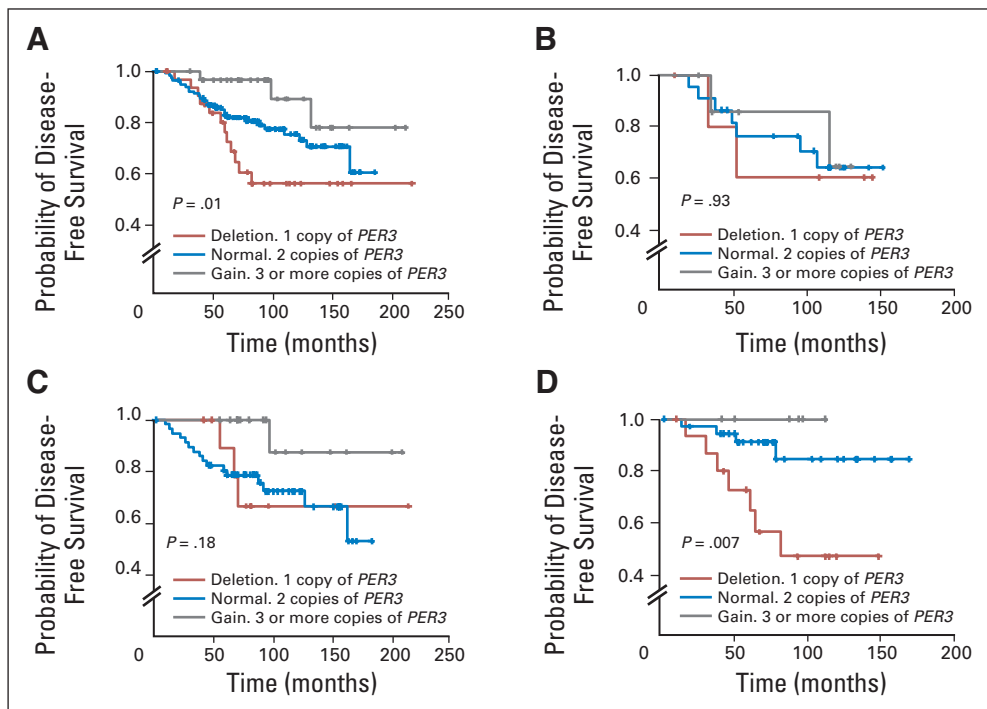 A
Probability of Disease-
Free Survival
1.0
0.8
0.6
0.4
P = .01
Deletion. 1 copy of PER3
Normal. 2 copies of PER3
Gain. 3 or more copies of PER3
0
50
100
150
200
250
Time (months)
B
Probability of Disease-
Free Survival
1.0
0.8
0.6
0.4
P = .93
Deletion. 1 copy of PER3
Normal. 2 copies of PER3
Gain. 3 or more copies of PER3
0
50
100
150
200
Time (months)
C
Probability of Disease-
Free Survival
1.0
0.8
0.6
0.4
P = .18
Deletion. 1 copy of PER3
Normal. 2 copies of PER3
Gain. 3 or more copies of PER3
0
50
100
150
200
250
Time (months)
D
Probability of Disease-
Free Survival
1.0
0.8
0.6
0.4
P = .007
Deletion. 1 copy of PER3
Normal. 2 copies of PER3
Gain. 3 or more copies of PER3
0
50
100
150
200
Time (months)